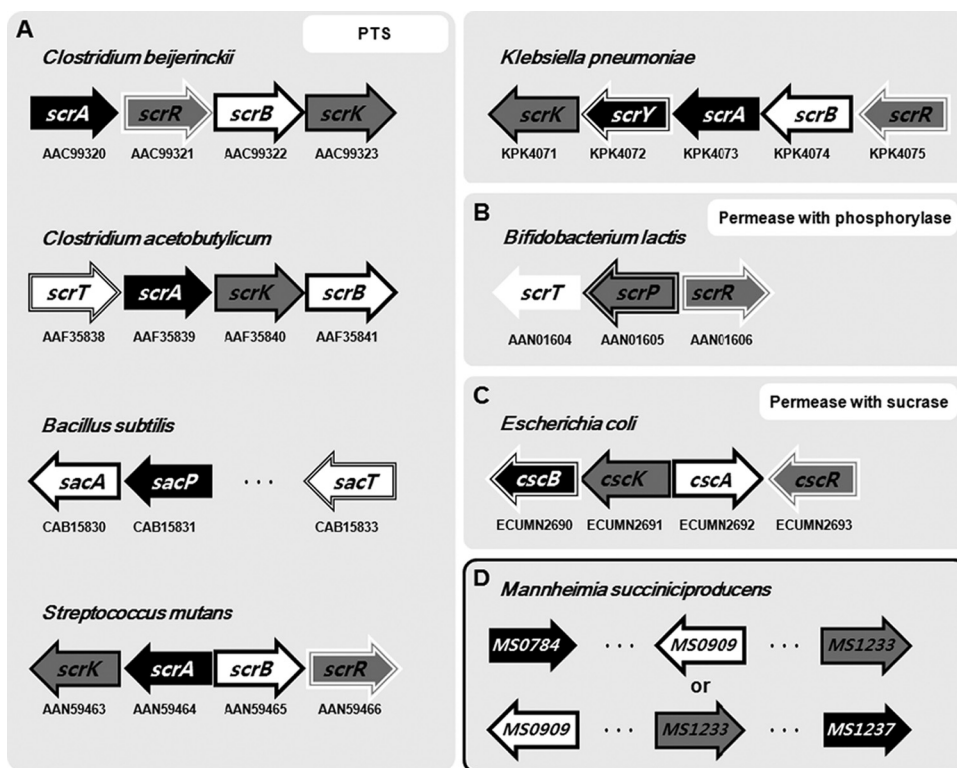 A
PTS
Clostridium beijerinckii
scrA scrR scrB scrK
AAC99320 AAC99321 AAC99322 AAC99323
Clostridium acetobutylicum
scrT scrA scrK scrB
AAF35838 AAF35839 AAF35840 AAF35841
Bacillus subtilis
sacA sacP ... sacT
CAB15830 CAB15831 CAB15833
Streptococcus mutans
scrK scrA scrB scrR
AAN59463 AAN59464 AAN59465 AAN59466
Klebsiella pneumoniae
scrK scrY scrA scrB scrR
KPK4071 KPK4072 KPK4073 KPK4074 KPK4075
B
Permease with phosphorylase
Bifidobacterium lactis
scrT scrP scrR
AAN01604 AAN01605 AAN01606
C
Permease with sucrase
Escherichia coli
cscB cscK cscA cscR
ECUMN2690 ECUMN2691 ECUMN2692 ECUMN2693
D
Mannheimia succiniciproducens
MS0784 ... MS0909 ... MS1233
or
MS0909 ... MS1233 ... MS1237